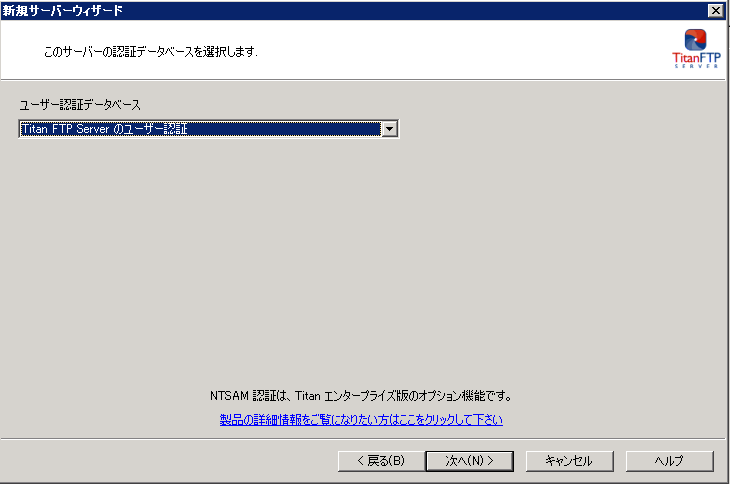 新規サーバーウィザード
このサーバーの認証データベースを選択します.
TitanFTP
SERVER
ユーザー認証データベース
Titan FTP Server のユーザー認証
NTSAM 認証は、Titan エンタープライズ版のオプション機能です。
製品の詳細情報をご覧になりたい方はここをクリックして下さい
< 戻る(B)
次へ(N) >
キャンセル
ヘルプ